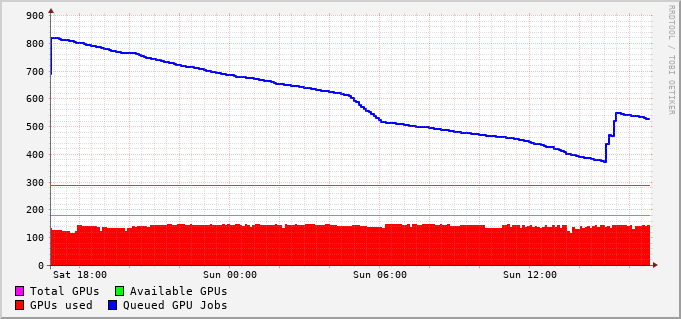 900
800
700
600
500
400
300
200
100
0
Sat 18:00 Sun 00:00 Sun 06:00 Sun 12:00
Total GPUs Available GPUs
GPUs used Queued GPU Jobs
RRDTOOL / TOBI OETIKER